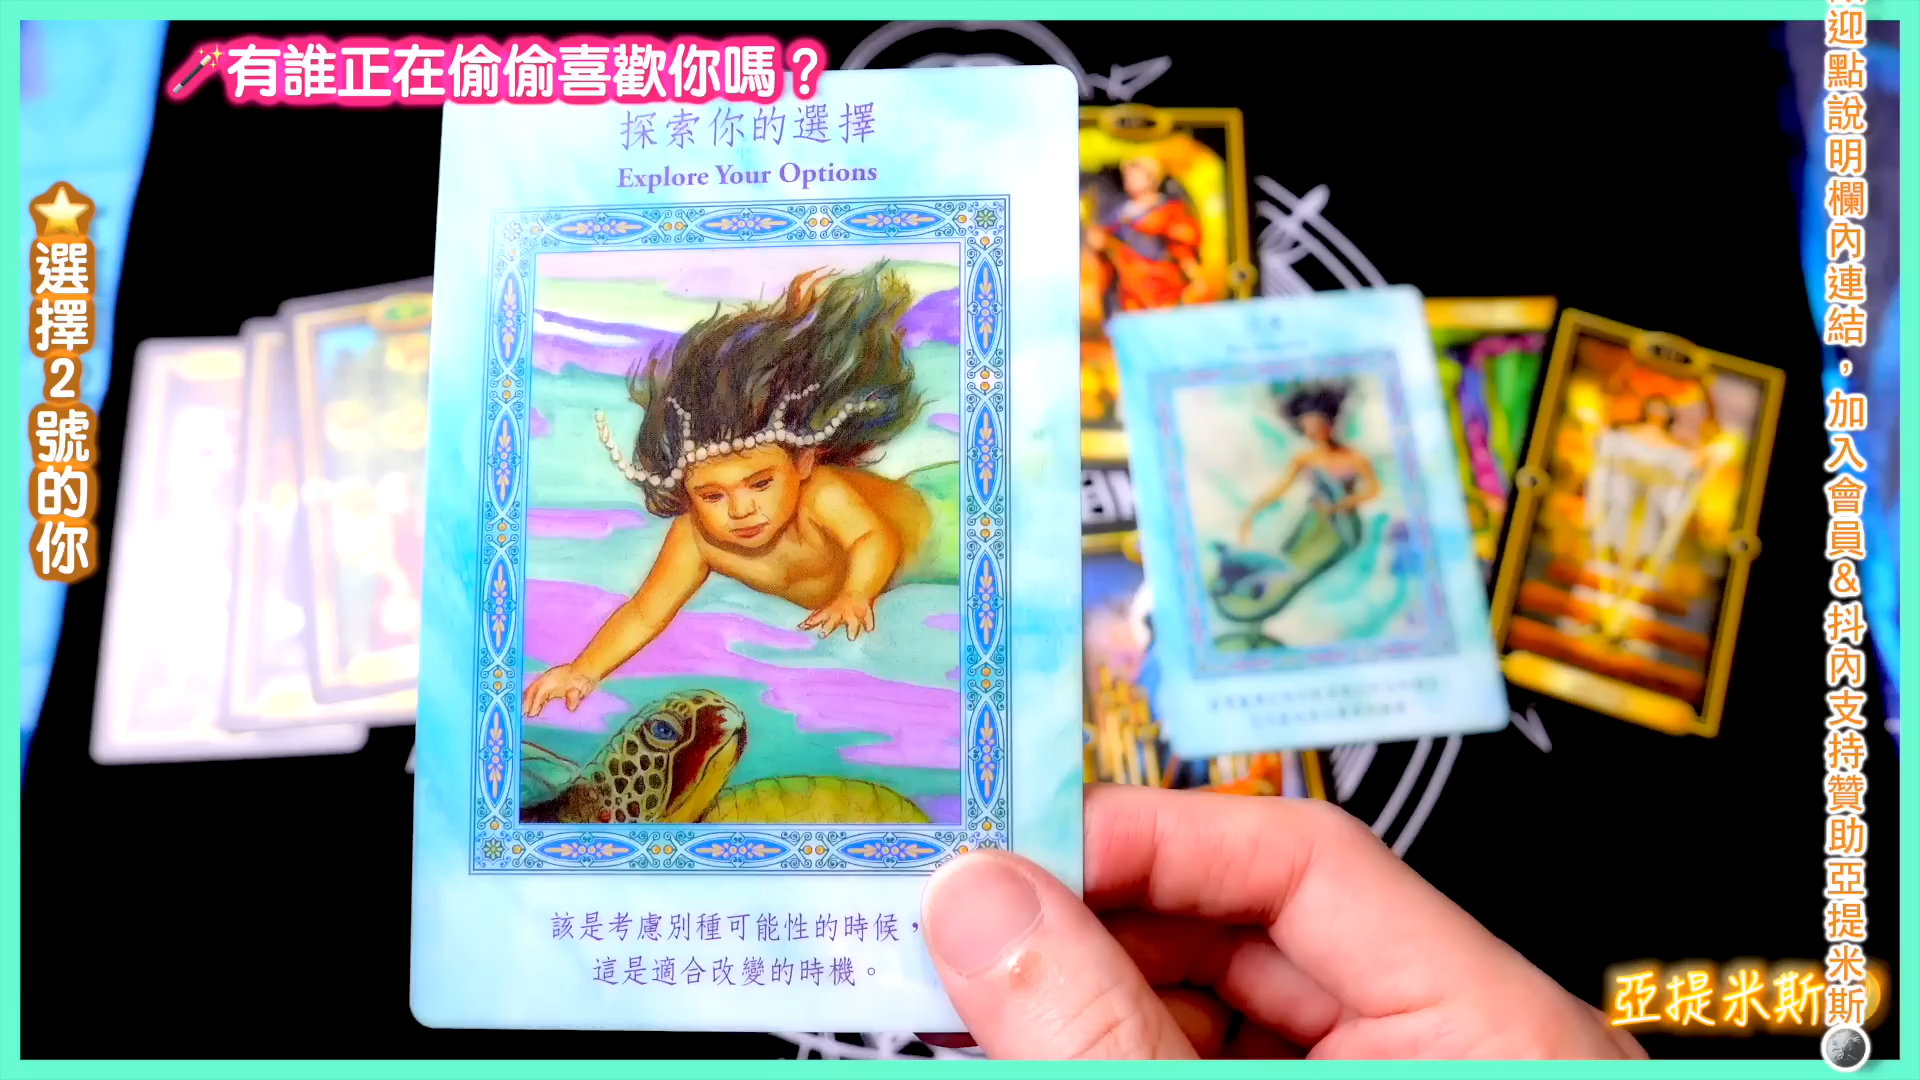 有誰正在偷偷喜歡你嗎？
探索你的選擇
Explore Your Options
選擇2號的你
該是考慮別種可能性的時候，
這是適合改變的時機。
迎點說明欄內連結，加入會員&抖內支持贊助亞提米斯
亞提米斯